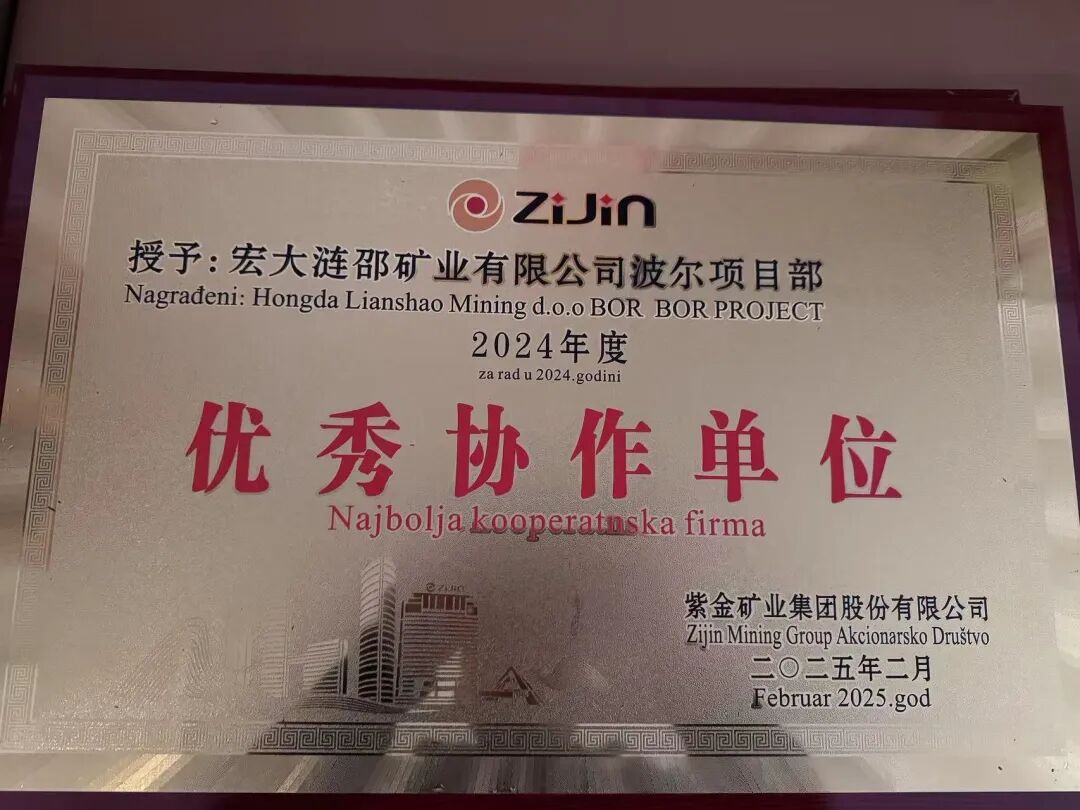 ZiJin
授予:宏大涟邵矿业有限公司波尔项目部
Nagrađeni: Hongda Lianshao Mining d.o.o BOR BOR PROJECT
2024年度
za rad u 2024.godini
优秀协作单位
Najbolja kooperatnska firma
ZIJIN
紫金矿业集团股份有限公司
Zijin Mining Group Akcionarsko Društvo
二〇二五年二月
Februar 2025.god